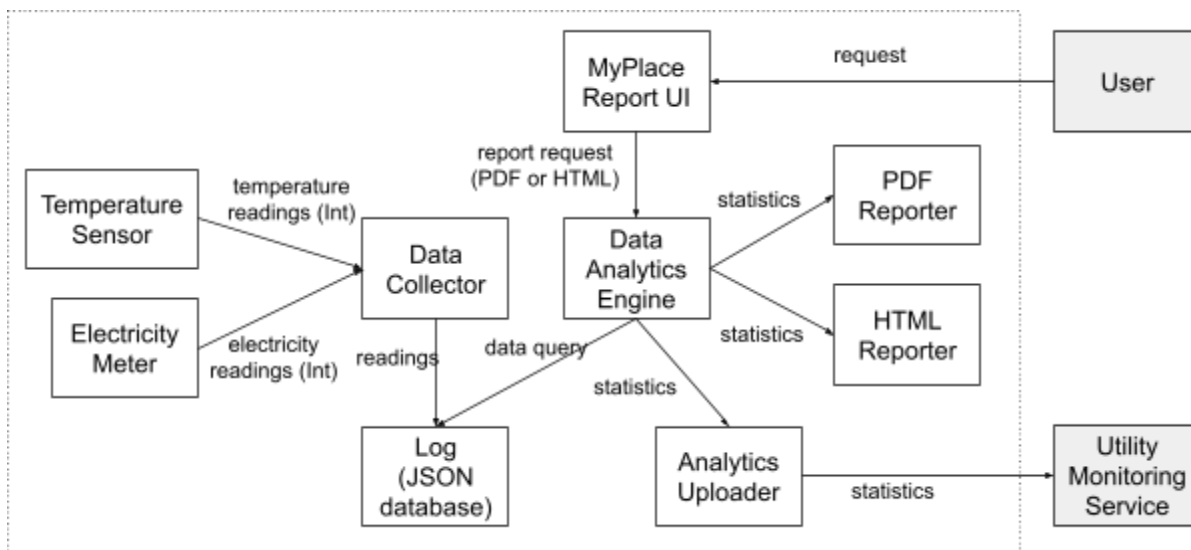 MyPlace
Report UI
request
User
report request
(PDF or HTML)
temperature
readings (Int)
Temperature
Sensor
Data
Collector
Data
Analytics
Engine
statistics
PDF
Reporter
Electricity
Meter
electricity
readings (Int)
readings
data query
statistics
statistics
HTML
Reporter
Log
(JSON
database)
Analytics
Uploader
statistics
Utility
Monitoring
Service